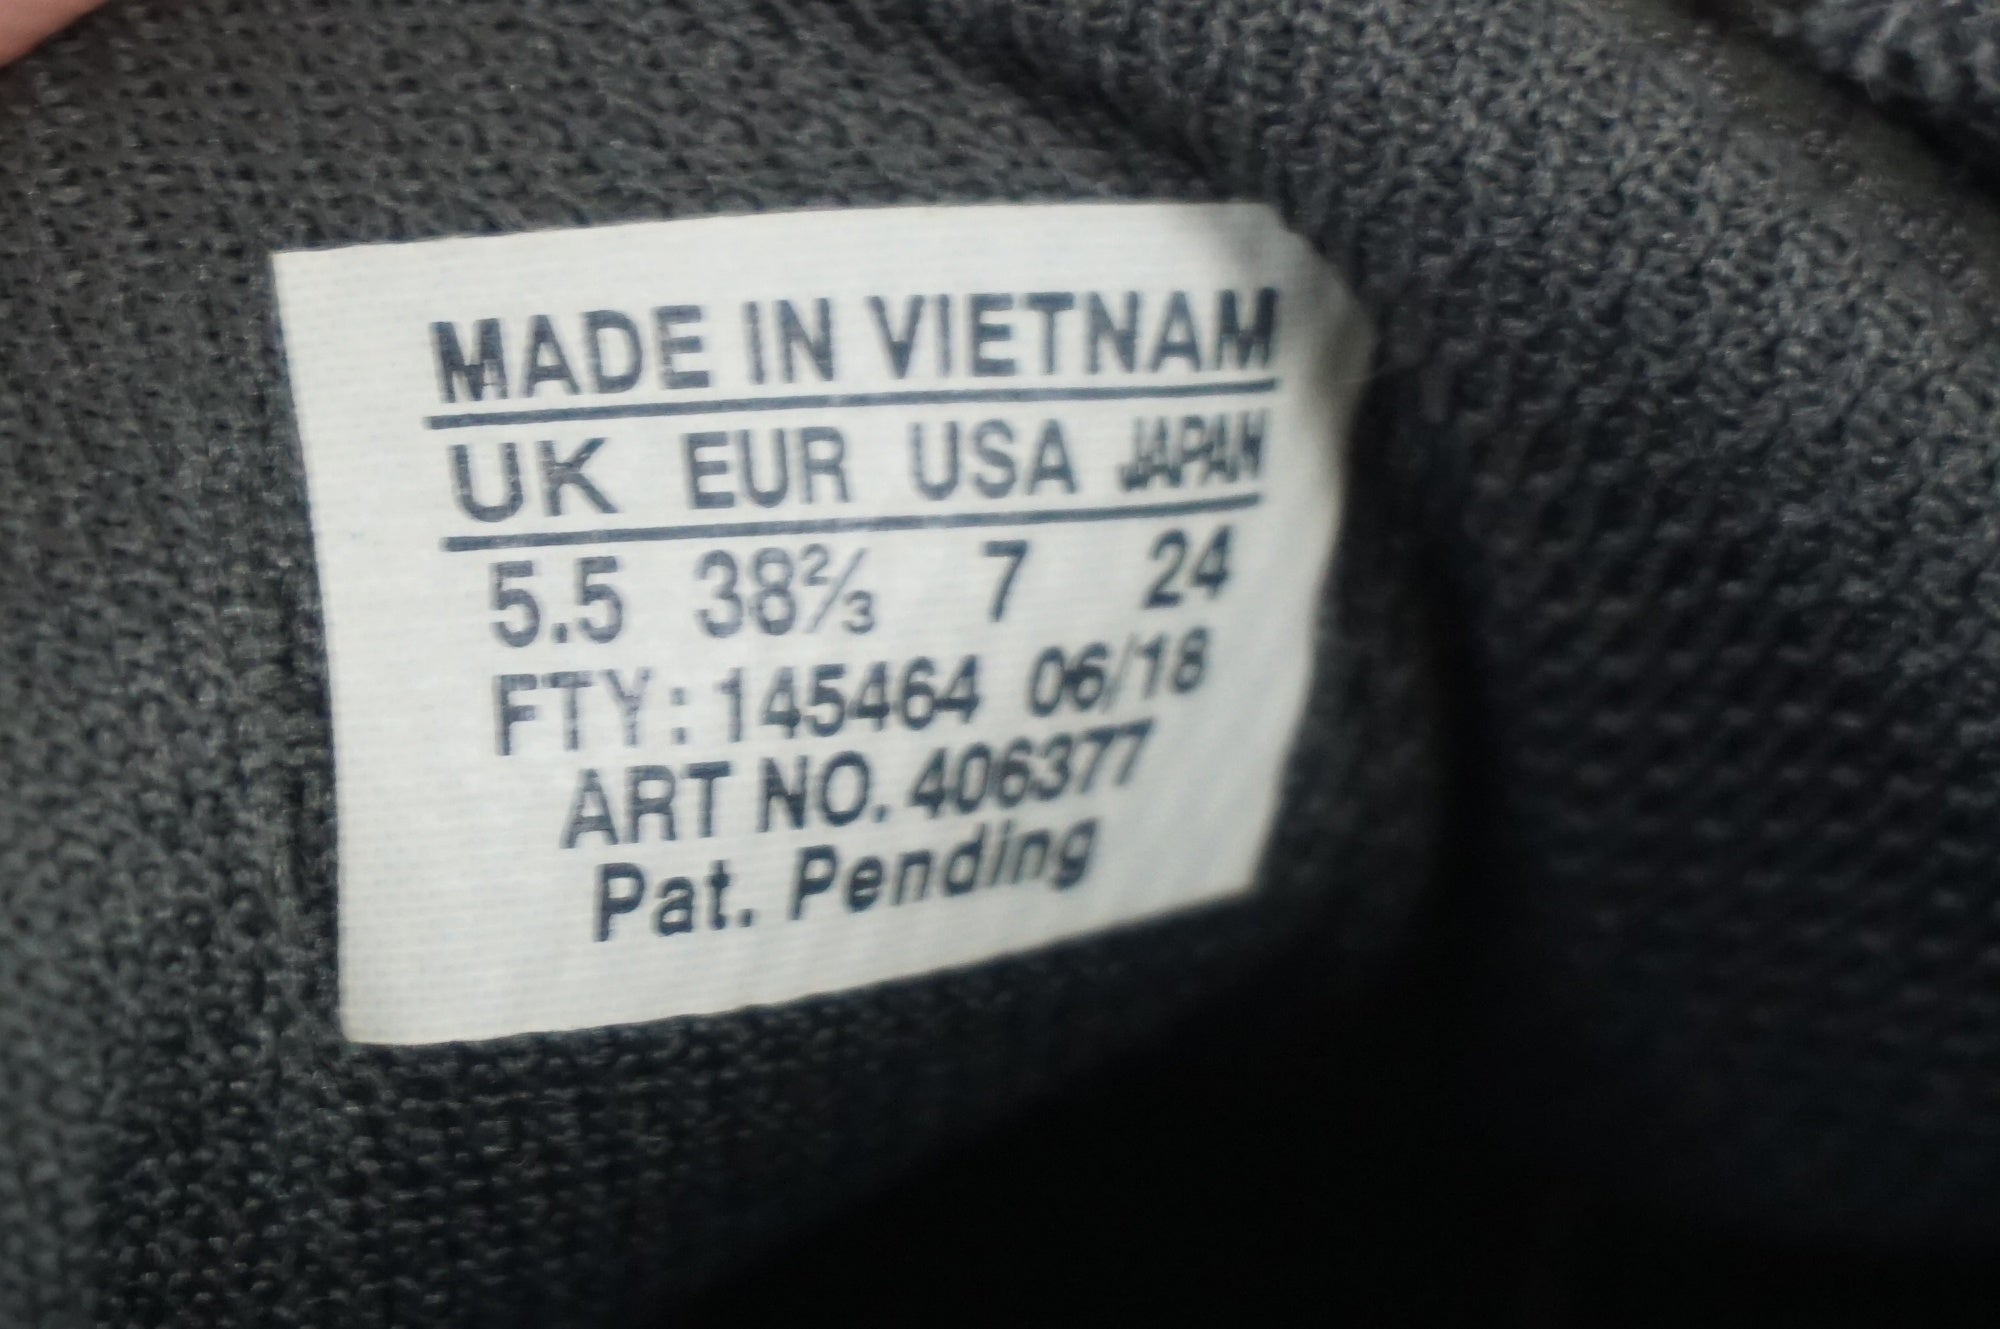 MADE IN VIETNAM
UK EUR USA JAPAN
5.5 38⅔ 7 24
FTY: 145464 06/18
ART NO. 406377
Pat. Pending